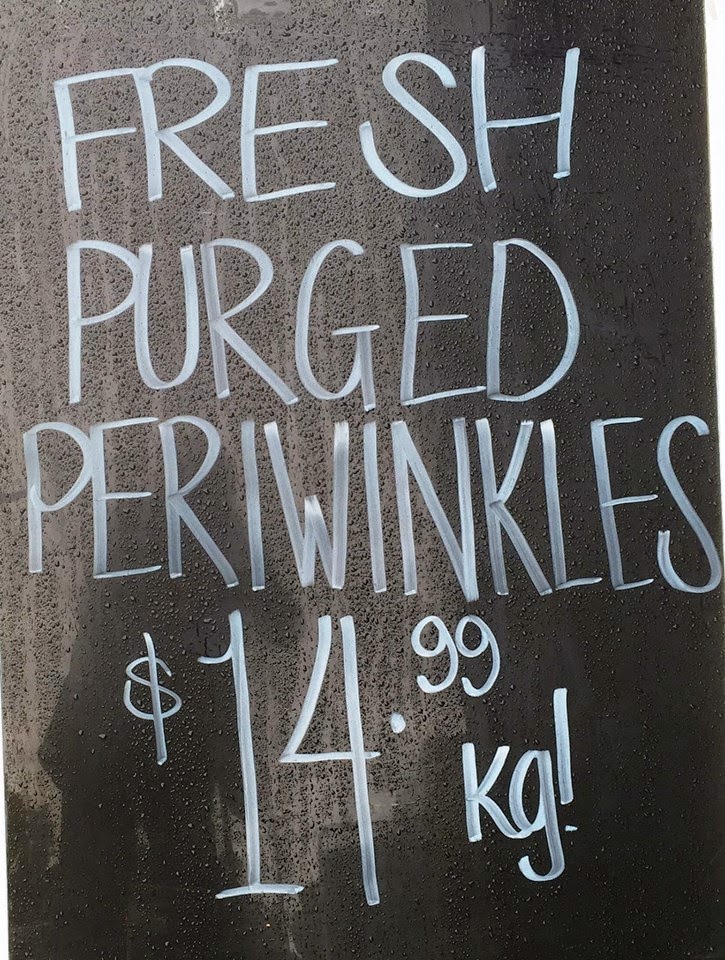 FRESH
PURGED
PERIWINKLES
$14.99
kg!